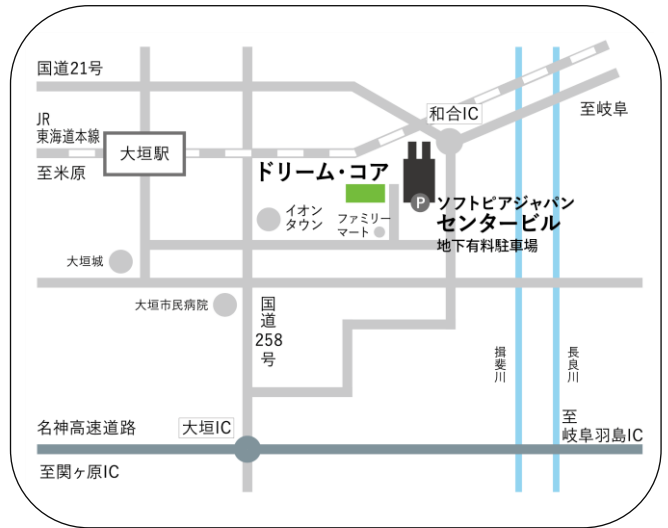 国道21号
和合IC
至岐阜
JR
東海道本線
大垣駅
至米原
ドリーム・コア
P
ソフトピアジャパン
センタービル
地下有料駐車場
イオン
タウン
ファミリー
マート
大垣城
大垣市民病院
国道258号
揖斐川
長良川
名神高速道路
大垣IC
至
岐阜羽島IC
至関ヶ原IC